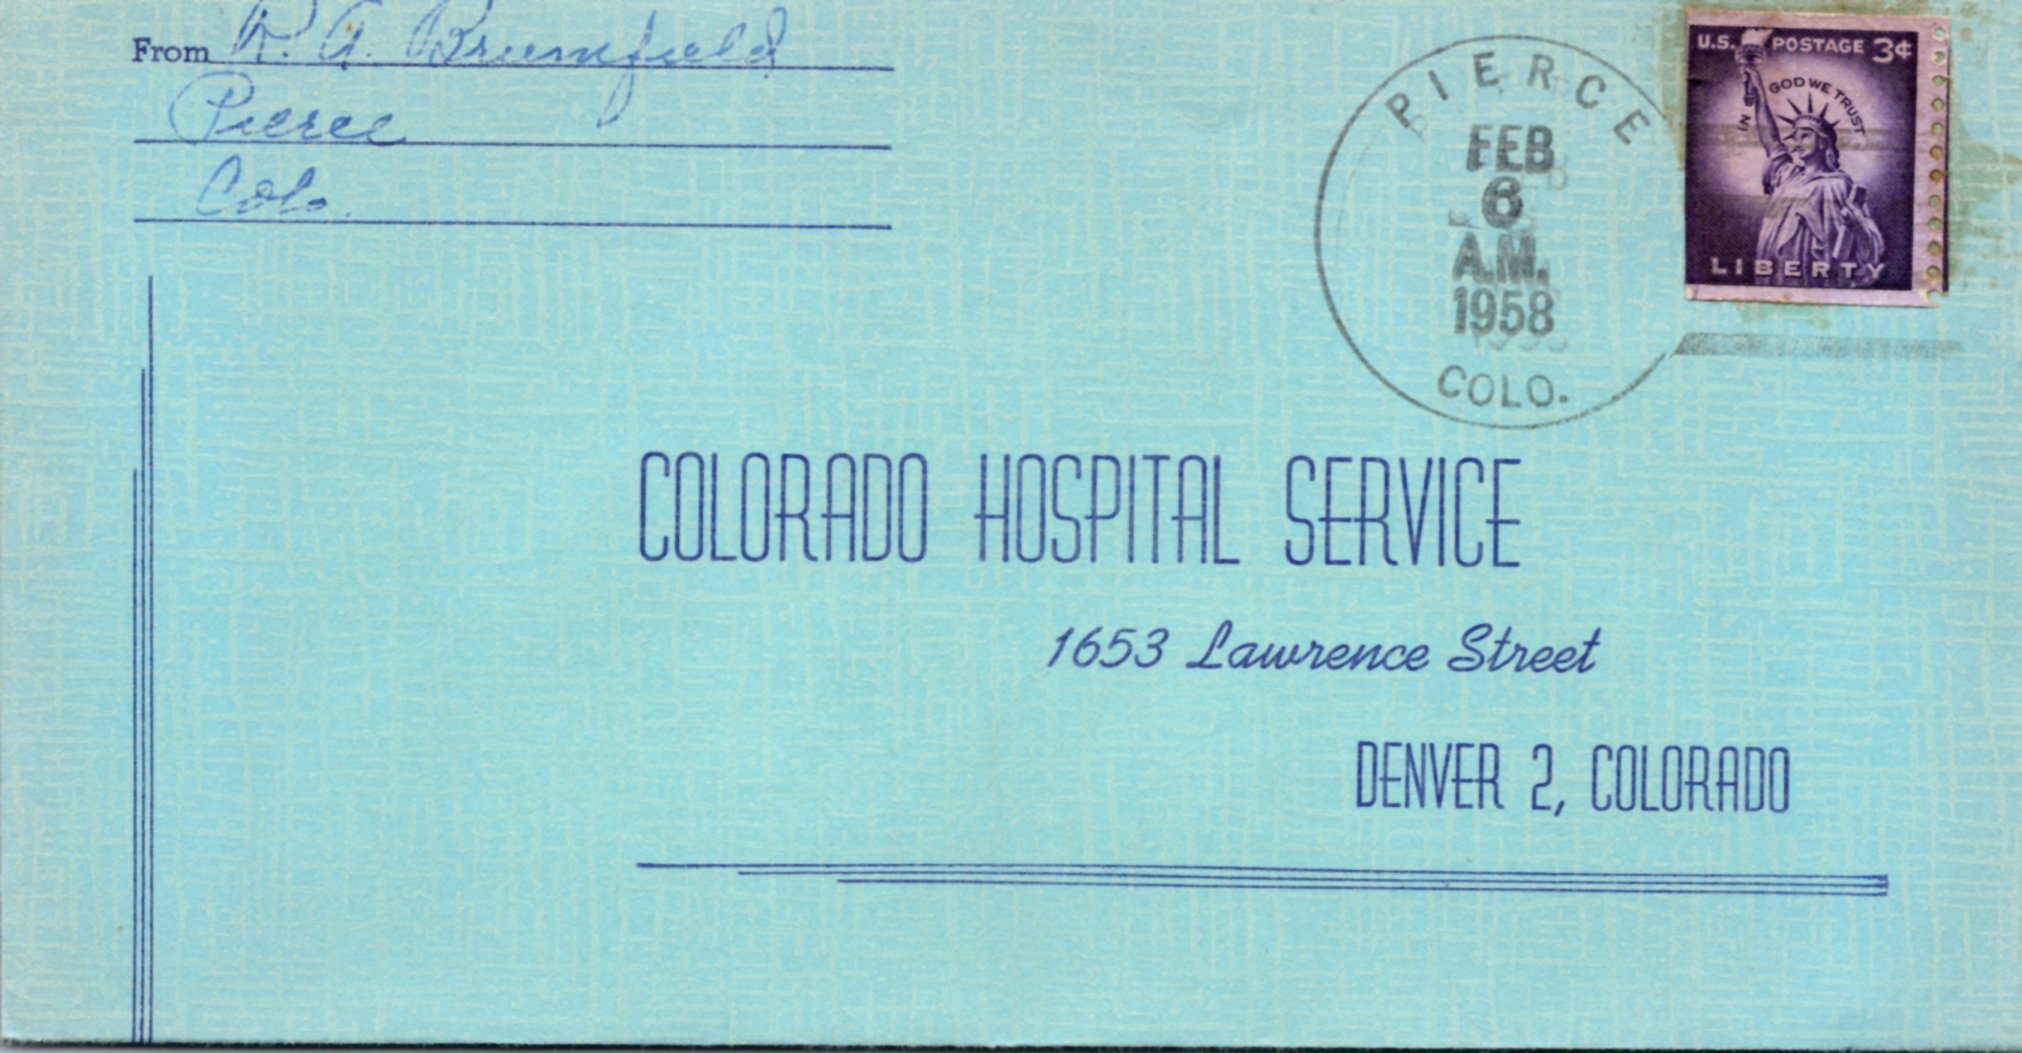 From R. A. Brumfield
Pierce
Colo.
PIERCE
FEB
6
A.M.
1958
COLO.
U.S. POSTAGE 3¢
IN GOD WE TRUST
LIBERTY
COLORADO HOSPITAL SERVICE
1653 Lawrence Street
DENVER 2, COLORADO